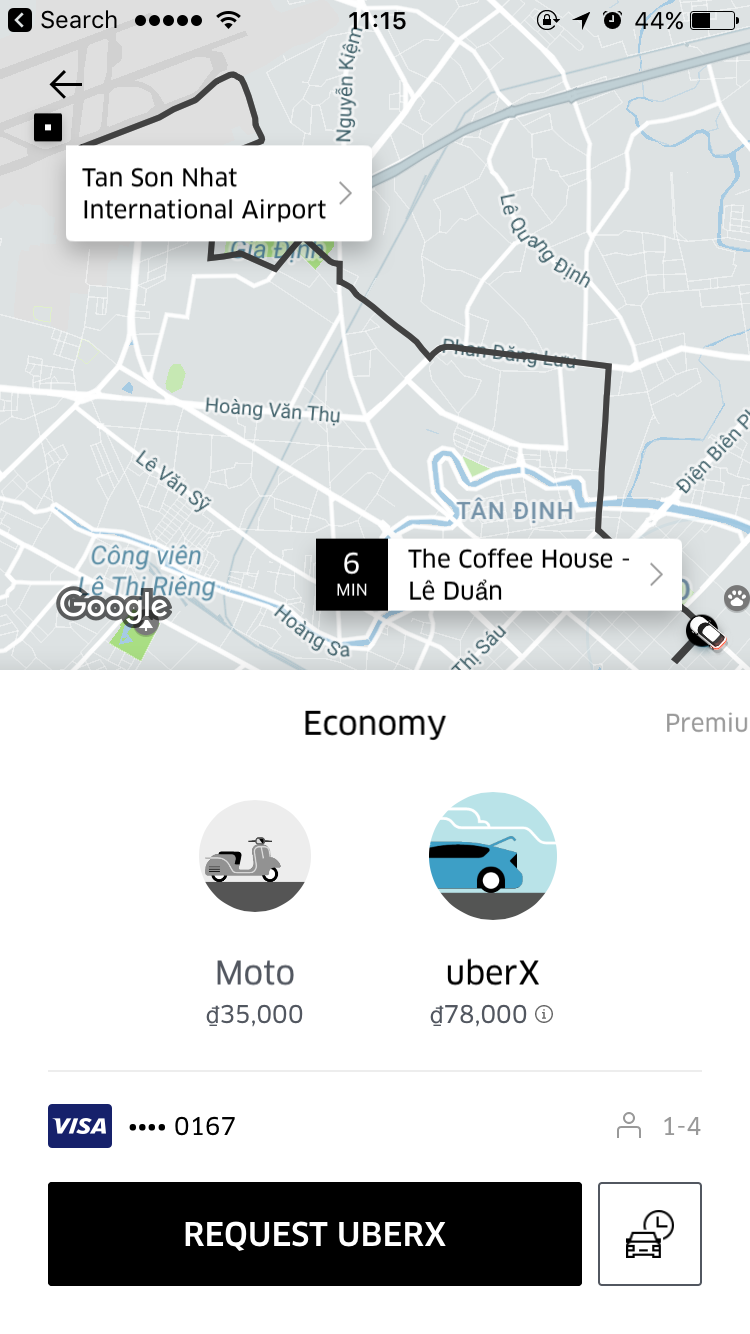 Search
11:15
44%
Nguyễn Kiệm
Tan Son Nhat
International Airport
Gia Định
Lê Quang Định
Phan Đăng Lưu
Hoàng Văn Thụ
Điện Biên P
Lê Văn Sỹ
TÂN ĐỊNH
Công viên
Lê Thị Riêng
6
MIN
The Coffee House -
Lê Duẩn
Google
Hoàng Sa
Thị Sáu
Economy
Premiu
Moto
uberX
₫35,000
₫78,000
VISA
•••• 0167
1-4
REQUEST UBERX